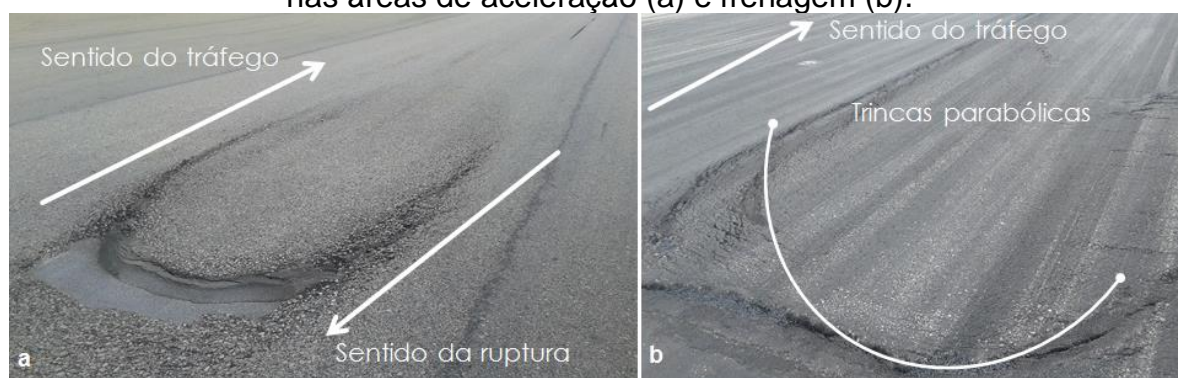 nas áreas de aceleração (a) e frenagem (b).
Sentido do tráfego
Sentido da ruptura
a
Sentido do tráfego
Trincas parabólicas
b